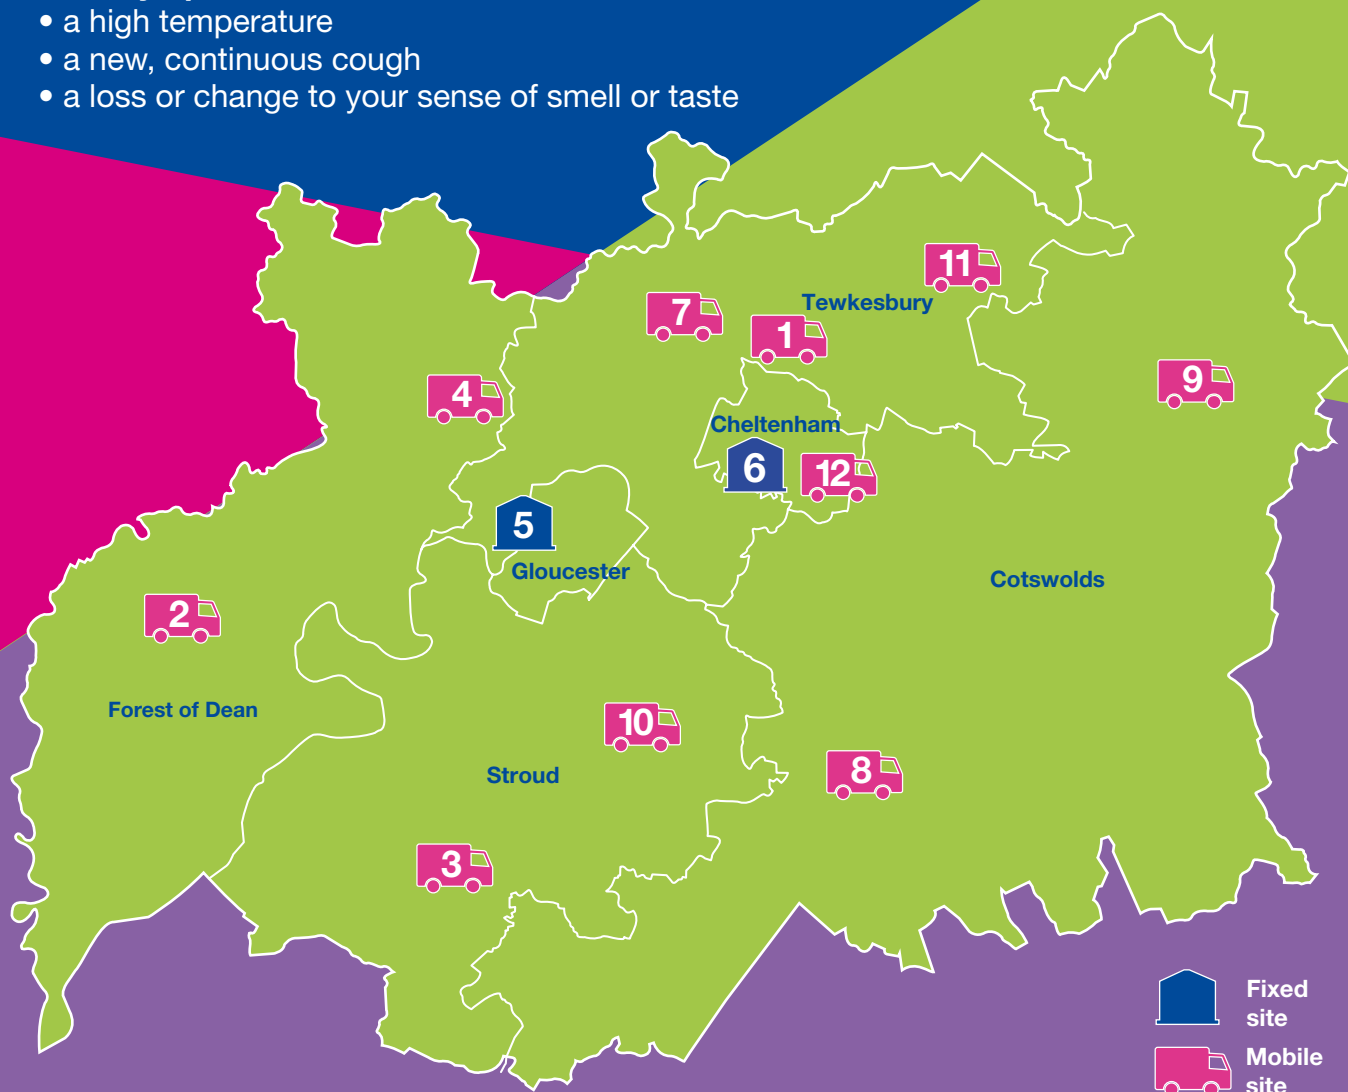 • a high temperature
• a new, continuous cough
• a loss or change to your sense of smell or taste
11
Tewkesbury
7
1
9
4
Cheltenham
6
12
5
Gloucester
Cotswolds
2
Forest of Dean
10
Stroud
8
3
Fixed
site
Mobile
site